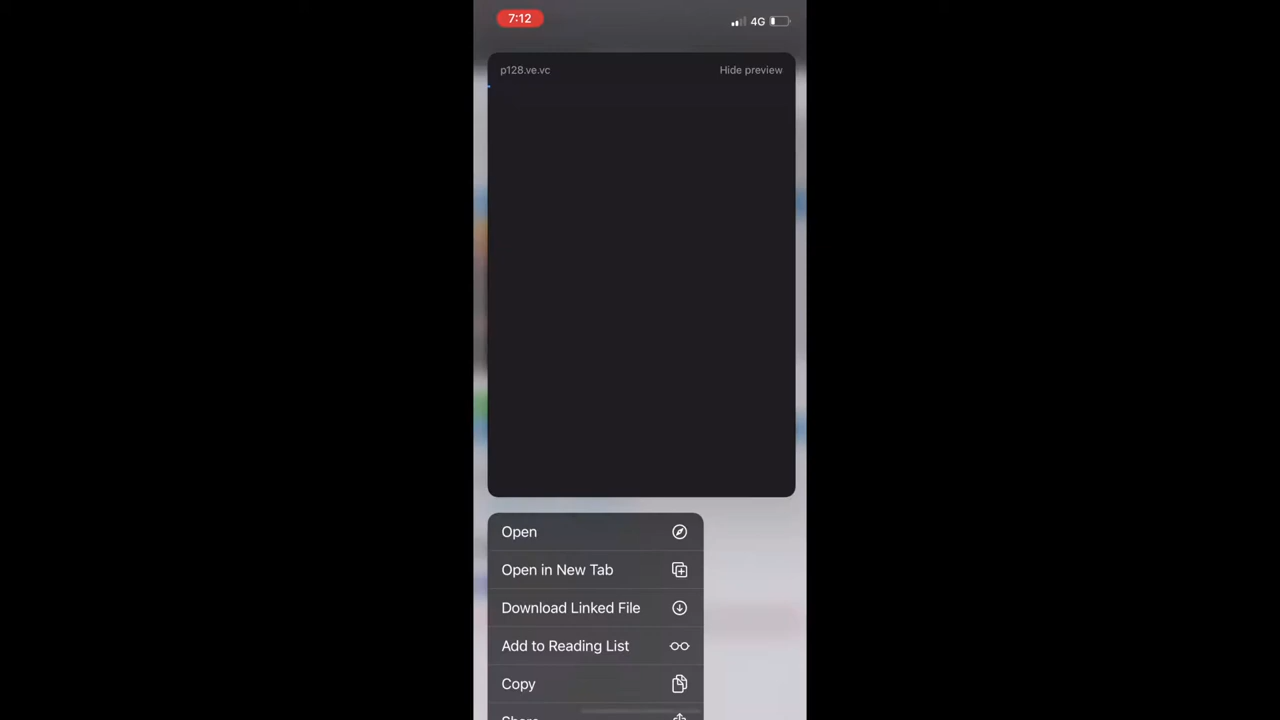 7:12
4G
p128.ve.vc
Hide preview
Open
Open in New Tab
Download Linked File
Add to Reading List
Copy
Share